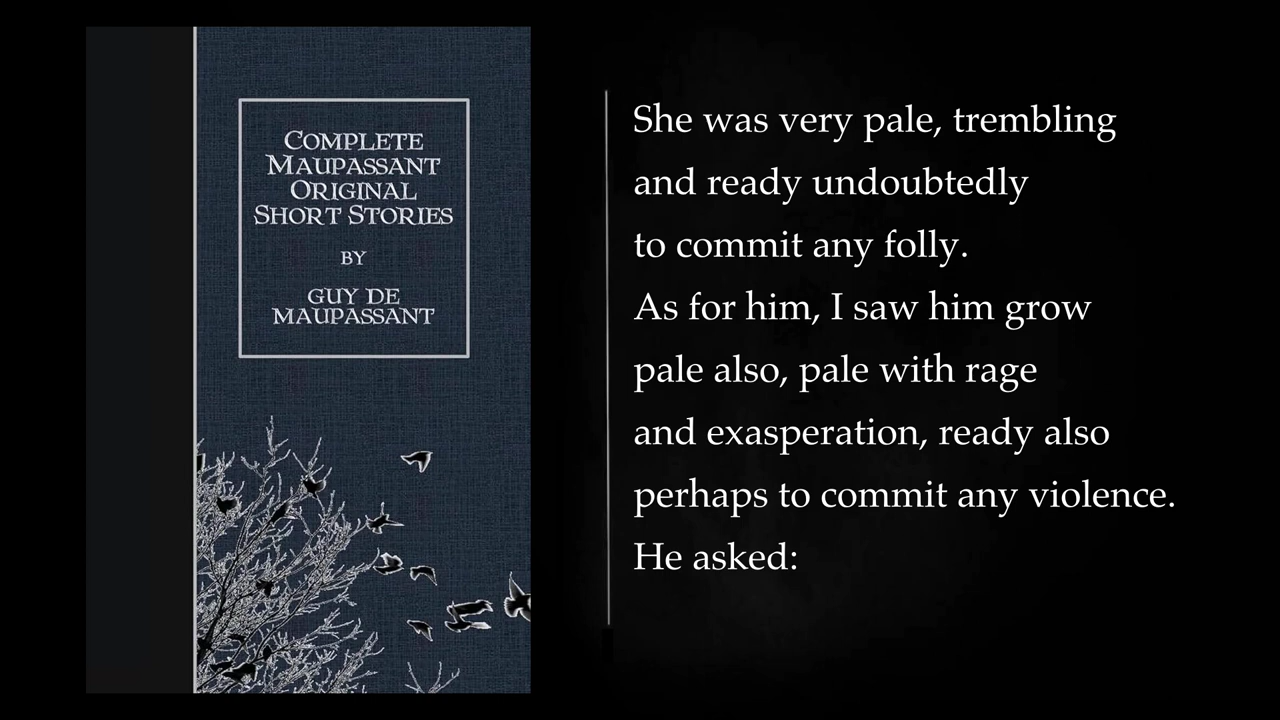 COMPLETE
MAUPASSANT
ORIGINAL
SHORT STORIES
BY
GUY DE
MAUPASSANT
She was very pale, trembling
and ready undoubtedly
to commit any folly.
As for him, I saw him grow
pale also, pale with rage
and exasperation, ready also
perhaps to commit any violence.
He asked: